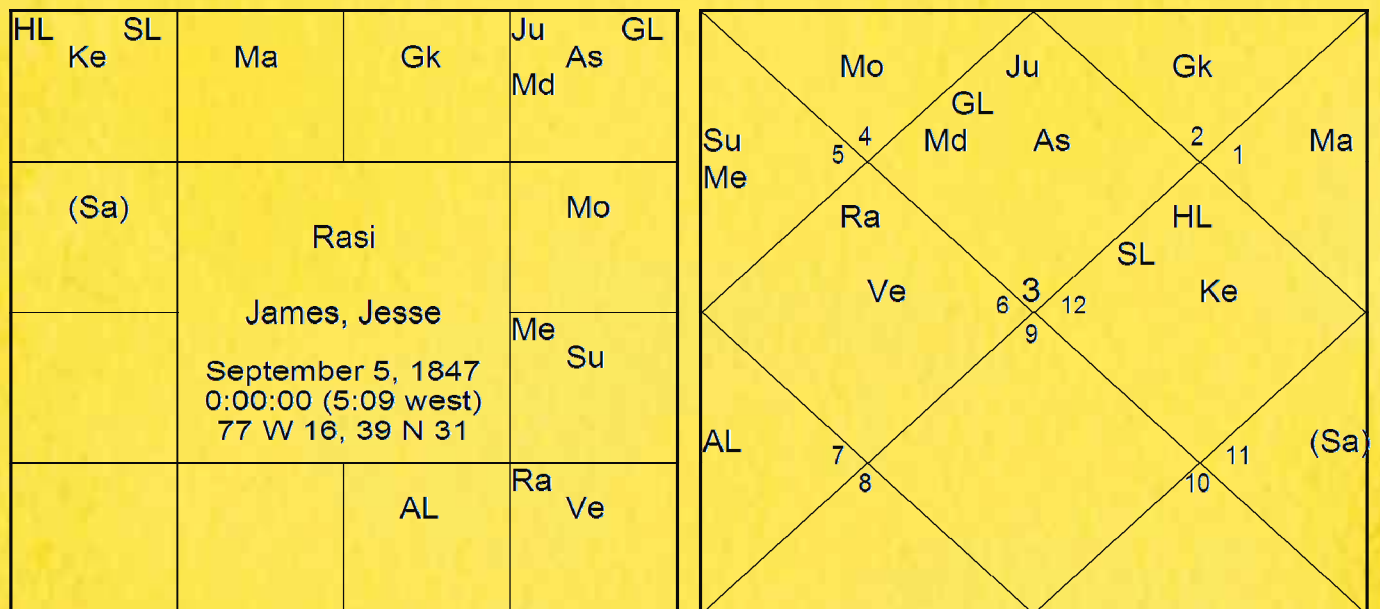 HL SL
Ke
Ma
Gk
Ju GL
As
Md
(Sa)
Mo
Rasi
James, Jesse
September 5, 1847
0:00:00 (5:09 west)
77 W 16, 39 N 31
Me
Su
AL
Ra
Ve
Mo
Ju
Gk
GL
Su
4
Md
As
2
Ma
5
1
Me
Ra
HL
SL
Ve
6
3
12
Ke
9
AL
7
11
(Sa)
8
10